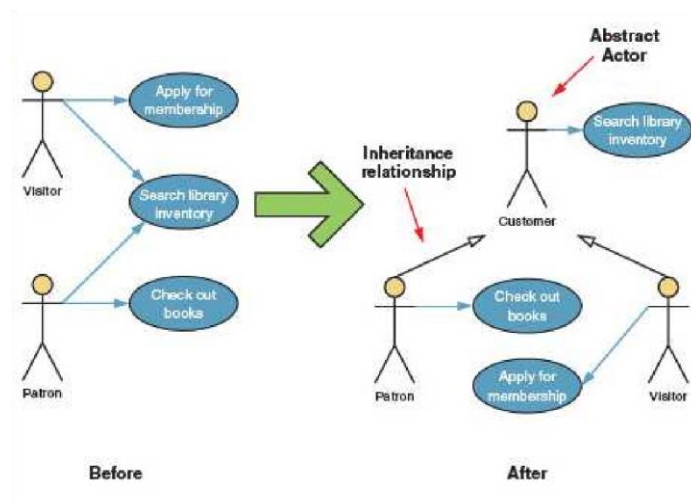 Apply for
membership
Visitor
Search library
inventory
Check out
books
Patron
Before
Abstract
Actor
Search library
inventory
Inheritance
relationship
Customer
Check out
books
Apply for
membership
Patron
Visitor
After